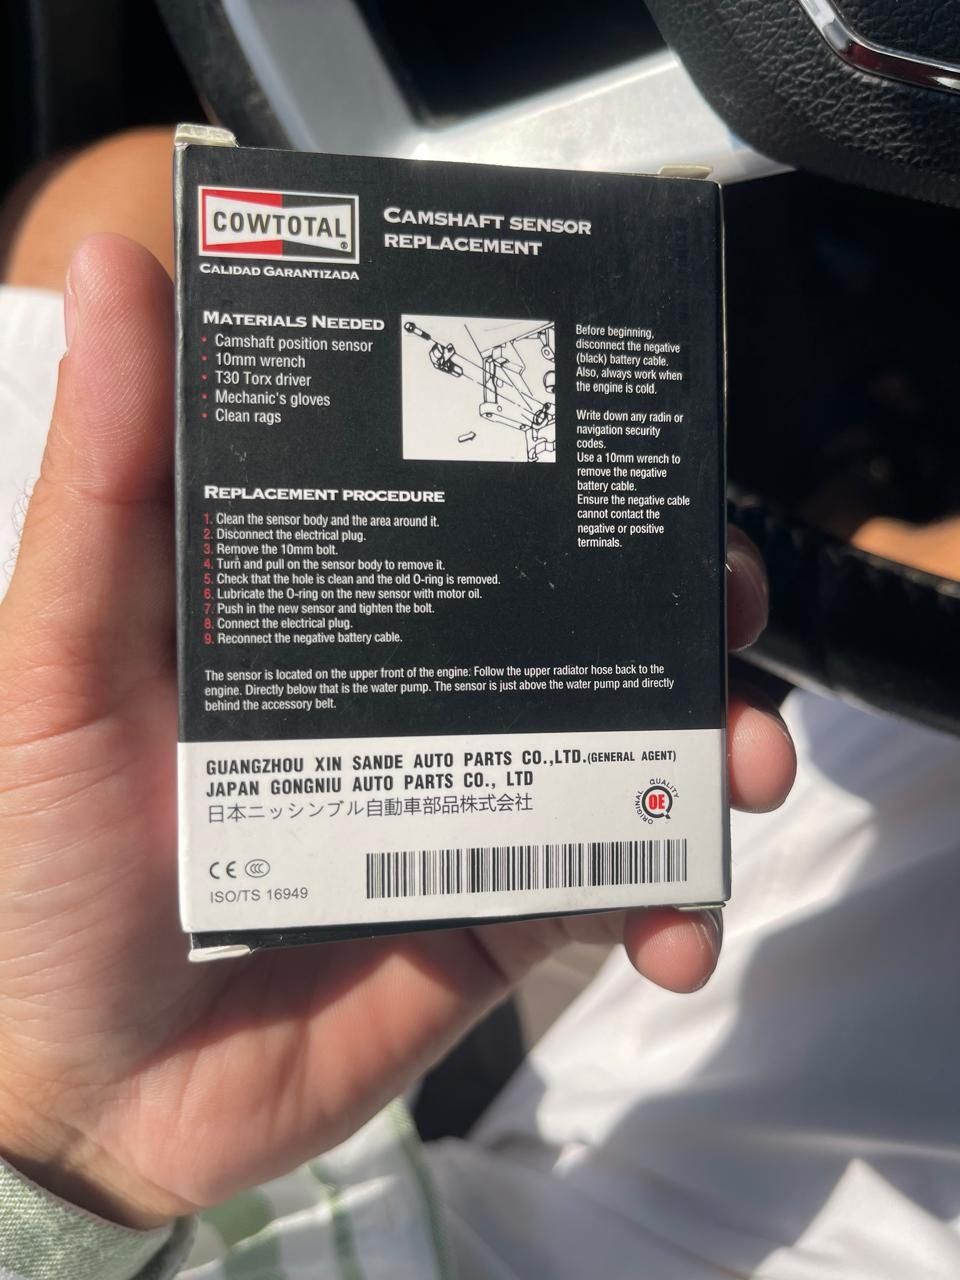 COWTOTAL®
CALIDAD GARANTIZADA
CAMSHAFT SENSOR
REPLACEMENT
MATERIALS NEEDED
• Camshaft position sensor
• 10mm wrench
• T30 Torx driver
• Mechanic's gloves
• Clean rags
Before beginning,
disconnect the negative
(black) battery cable.
Also, always work when
the engine is cold.
Write down any radin or
navigation security
codes.
Use a 10mm wrench to
remove the negative
battery cable.
Ensure the negative cable
cannot contact the
negative or positive
terminals.
REPLACEMENT PROCEDURE
1. Clean the sensor body and the area around it.
2. Disconnect the electrical plug.
3. Remove the 10mm bolt.
4. Turn and pull on the sensor body to remove it.
5. Check that the hole is clean and the old O-ring is removed.
6. Lubricate the O-ring on the new sensor with motor oil.
7. Push in the new sensor and tighten the bolt.
8. Connect the electrical plug.
9. Reconnect the negative battery cable.
The sensor is located on the upper front of the engine. Follow the upper radiator hose back to the
engine. Directly below that is the water pump. The sensor is just above the water pump and directly
behind the accessory belt.
GUANGZHOU XIN SANDE AUTO PARTS CO.,LTD.(GENERAL AGENT)
JAPAN GONGNIU AUTO PARTS CO., LTD
日本ニッシンブル自動車部品株式会社
ORIGINAL QUALITY
OE
CE CCC
ISO/TS 16949